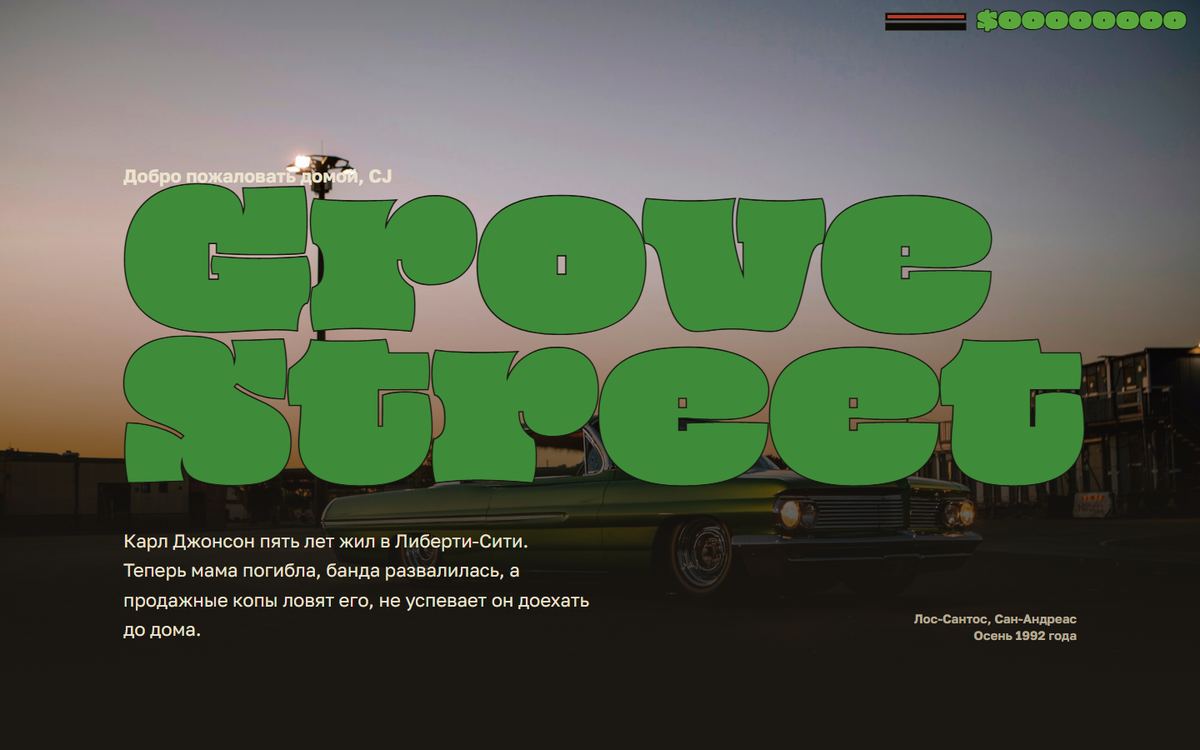 $00000000
Добро пожаловать домой, CJ
Grove
Street
Карл Джонсон пять лет жил в Либерти-Сити.
Теперь мама погибла, банда развалилась, а
продажные копы ловят его, не успевает он доехать
до дома.
Лос-Сантос, Сан-Андреас
Осень 1992 года